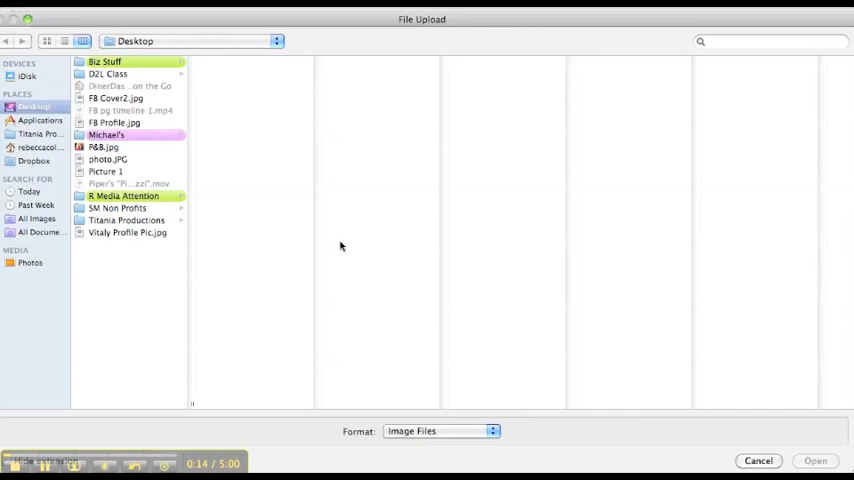 File Upload
Desktop
DEVICES
iDisk
PLACES
Desktop
Applications
Titania Pro...
rebeccacol...
Dropbox
SEARCH FOR
Today
Past Week
All Images
All Docume...
MEDIA
Photos
Biz Stuff
D2L Class
DinerDas...on the Go
FB Cover2.jpg
FB pg timeline 1.mp4
FB Profile.jpg
Michael's
P&B.jpg
photo.JPG
Picture 1
Piper's "Pi...zzi".mov
R Media Attention
SM Non Profits
Titania Productions
Vitaly Profile Pic.jpg
Format: Image Files
Hide extension
0:14 / 5:00
Cancel
Open